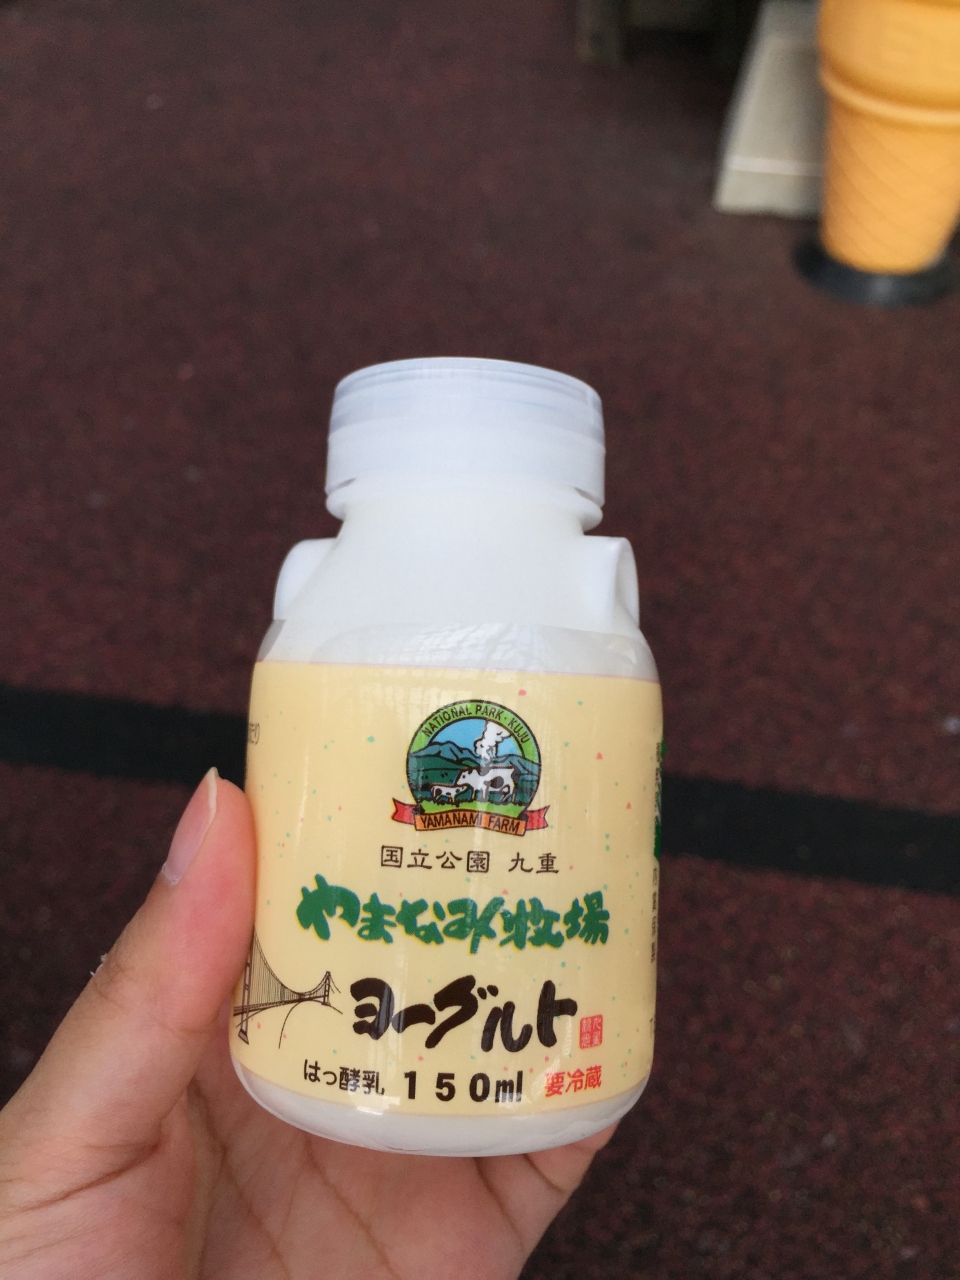 NATIONAL PARK・KUJU
YAMANAMI FARM
国立公園 九重
やまなみ牧場
ヨーグルト
はっ酵乳 150ml 要冷蔵